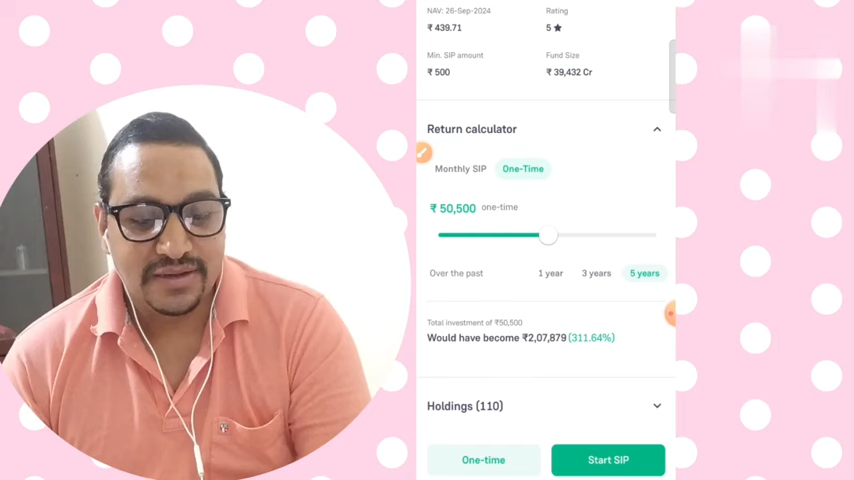 NAV: 26-Sep-2024
Rating
₹ 439.71
5 ★
Min. SIP amount
Fund Size
₹ 500
₹ 39,432 Cr
Return calculator
Monthly SIP
One-Time
₹ 50,500 one-time
Over the past
1 year
3 years
5 years
Total investment of ₹50,500
Would have become ₹2,07,879 (311.64%)
Holdings (110)
One-time
Start SIP